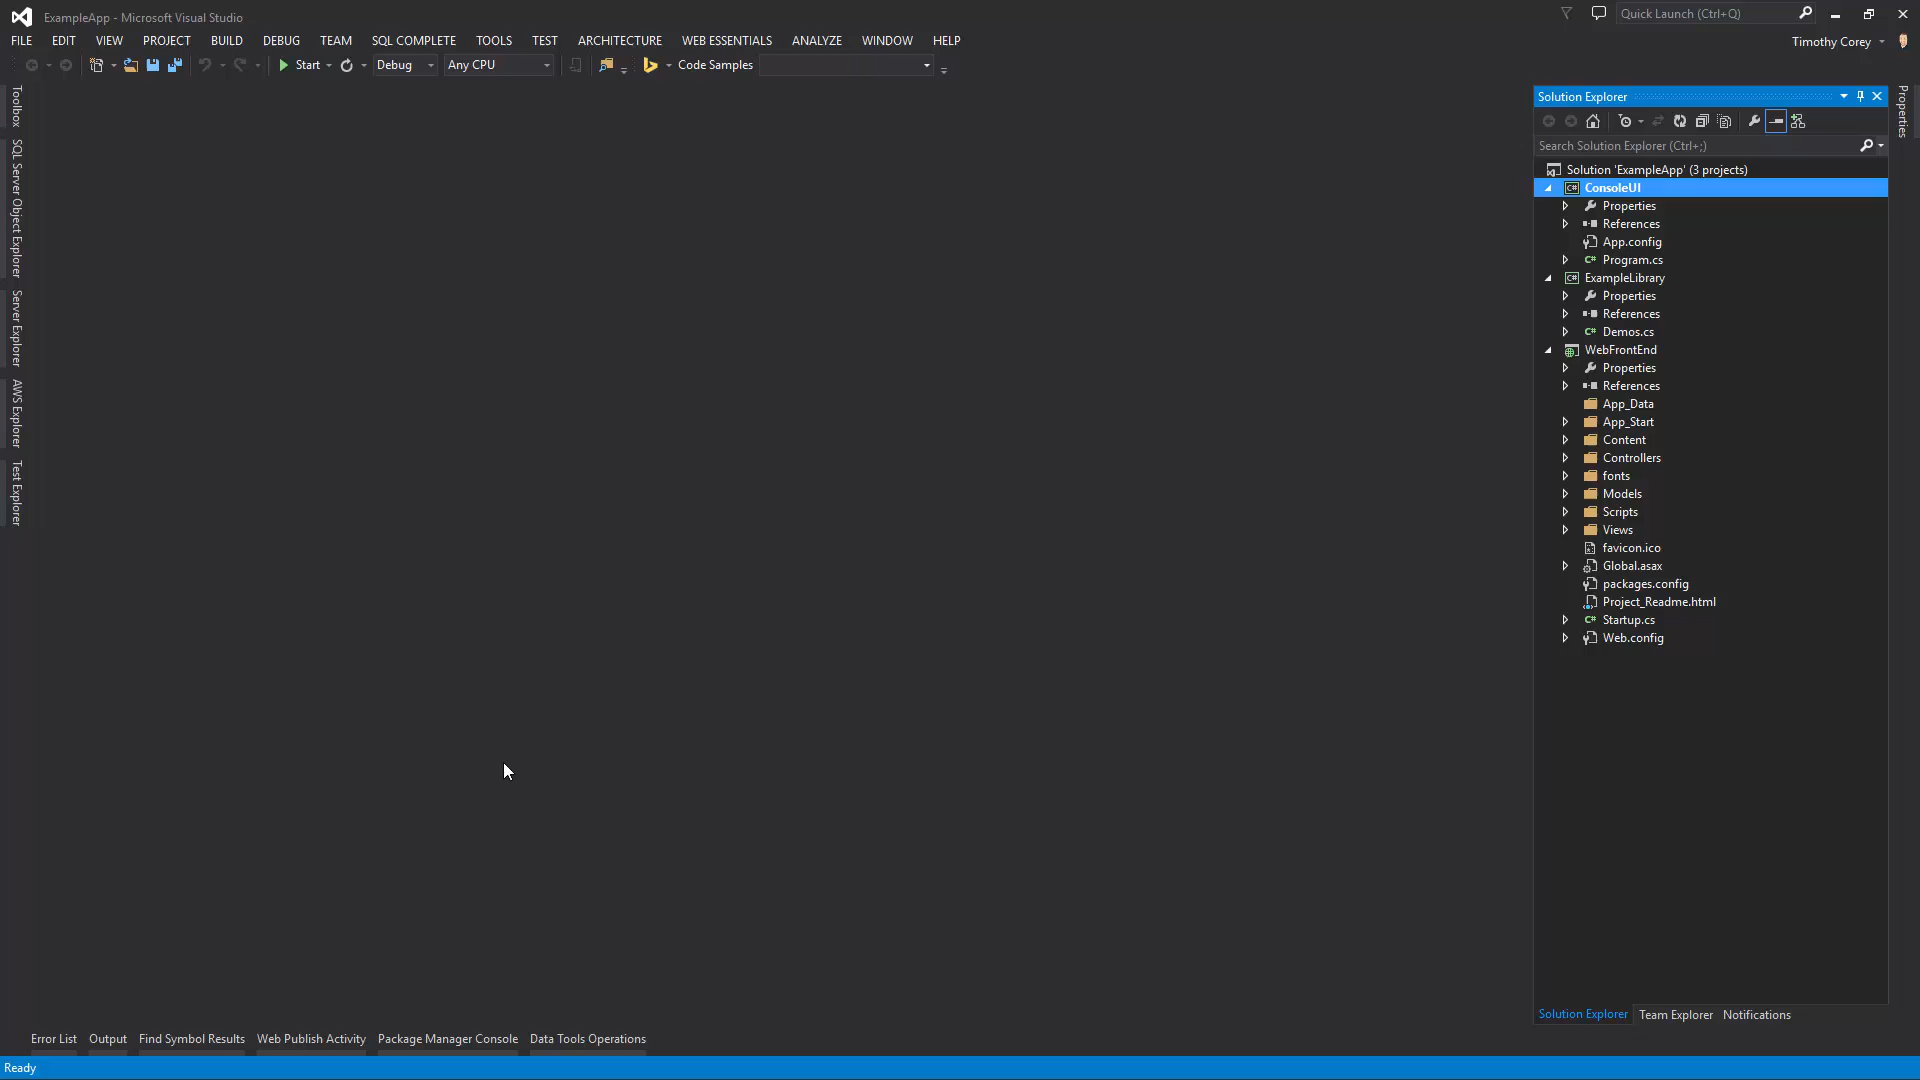 ExampleApp - Microsoft Visual Studio
Quick Launch (Ctrl+Q)
FILE EDIT VIEW PROJECT BUILD DEBUG TEAM SQL COMPLETE TOOLS TEST ARCHITECTURE WEB ESSENTIALS ANALYZE WINDOW HELP
Timothy Corey
Start Debug Any CPU Code Samples
Toolbox
SQL Server Object Explorer
Server Explorer
AWS Explorer
Test Explorer
Solution Explorer
Search Solution Explorer (Ctrl+;)
Solution 'ExampleApp' (3 projects)
C# ConsoleUI
Properties
References
App.config
C# Program.cs
C# ExampleLibrary
Properties
References
C# Demos.cs
WebFrontEnd
Properties
References
App_Data
App_Start
Content
Controllers
fonts
Models
Scripts
Views
favicon.ico
Global.asax
packages.config
Project_Readme.html
C# Startup.cs
Web.config
Properties
Solution Explorer Team Explorer Notifications
Error List Output Find Symbol Results Web Publish Activity Package Manager Console Data Tools Operations
Ready